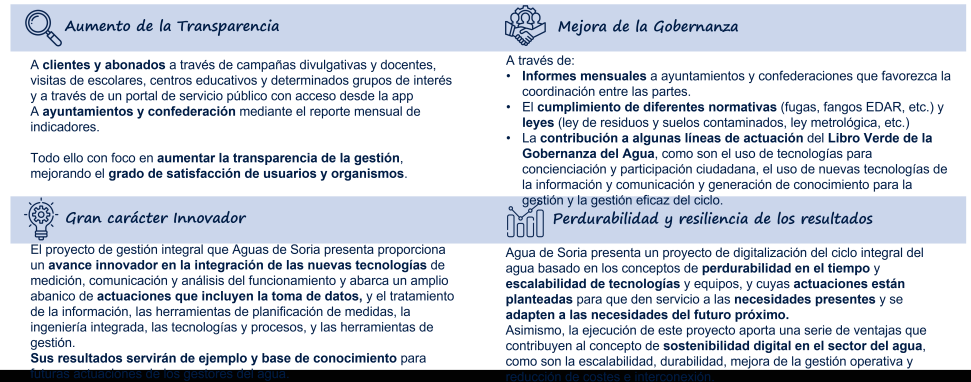 Aumento de la Transparencia
A clientes y abonados a través de campañas divulgativas y docentes,
visitas de escolares, centros educativos y determinados grupos de interés
y a través de un portal de servicio público con acceso desde la app
A ayuntamientos y confederación mediante el reporte mensual de
indicadores.
Todo ello con foco en aumentar la transparencia de la gestión,
mejorando el grado de satisfacción de usuarios y organismos.
Mejora de la Gobernanza
A través de:
• Informes mensuales a ayuntamientos y confederaciones que favorezca la
coordinación entre las partes.
• El cumplimiento de diferentes normativas (fugas, fangos EDAR, etc.) y
leyes (ley de residuos y suelos contaminados, ley metrológica, etc.)
• La contribución a algunas líneas de actuación del Libro Verde de la
Gobernanza del Agua, como son el uso de tecnologías para
concienciación y participación ciudadana, el uso de nuevas tecnologías de
la información y comunicación y generación de conocimiento para la
gestión y la gestión eficaz del ciclo.
Gran carácter Innovador
El proyecto de gestión integral que Aguas de Soria presenta proporciona
un avance innovador en la integración de las nuevas tecnologías de
medición, comunicación y análisis del funcionamiento y abarca un amplio
abanico de actuaciones que incluyen la toma de datos, y el tratamiento
de la información, las herramientas de planificación de medidas, la
ingeniería integrada, las tecnologías y procesos, y las herramientas de
gestión.
Sus resultados servirán de ejemplo y base de conocimiento para
futuras actuaciones de los gestores del agua.
Perdurabilidad y resiliencia de los resultados
Agua de Soria presenta un proyecto de digitalización del ciclo integral del
agua basado en los conceptos de perdurabilidad en el tiempo y
escalabilidad de tecnologías y equipos, y cuyas actuaciones están
planteadas para que den servicio a las necesidades presentes y se
adapten a las necesidades del futuro próximo.
Asimismo, la ejecución de este proyecto aporta una serie de ventajas que
contribuyen al concepto de sostenibilidad digital en el sector del agua,
como son la escalabilidad, durabilidad, mejora de la gestión operativa y
reducción de costes e interconexión.